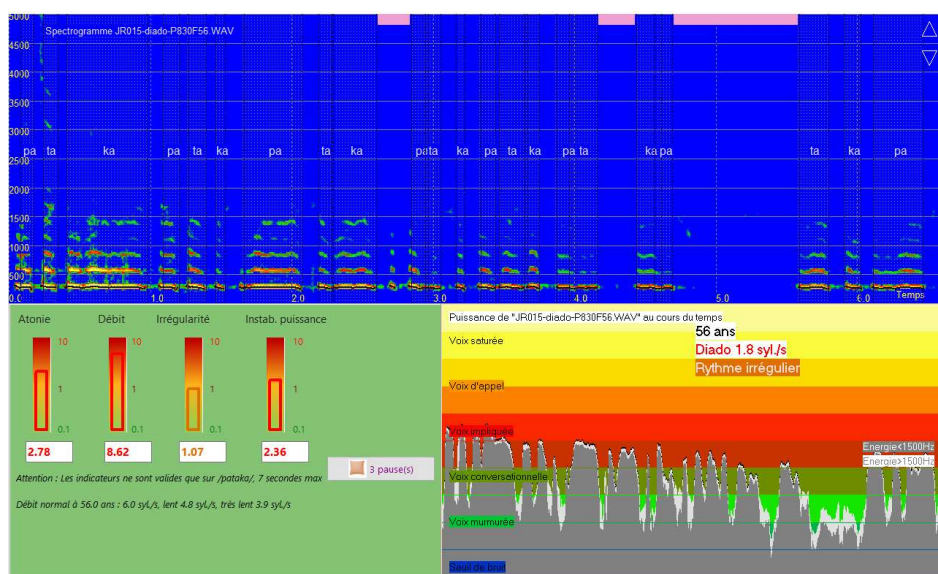 5000
Spectrogramme JR015-diado-P830F56.WAV
4500
4000
3500
3000
pa ta ka pa ta ka pa ta ka pa ta ka pa ta ka pa ta ka pa ta ka pa
2500
2000
1500
1000
500
0.0 1.0 2.0 3.0 4.0 5.0 6.0 Temps
Atonie Débit Irrégularité Instab. puissance
10 10 10 10
1 1 1 1
0.1 0.1 0.1 0.1
2.78 8.62 1.07 2.36
3 pause(s)
Attention : Les indicateurs ne sont valides que sur /pataka/, 7 secondes max
Débit normal à 56.0 ans : 6.0 syl./s, lent 4.8 syl./s, très lent 3.9 syl./s
Puissance de "JR015-diado-P830F56.WAV" au cours du temps
56 ans
Voix saturée
Diado 1.8 syl./s
Rythme irrégulier
Voix d'appel
Voix impliquée
Energie<1500Hz
Energie>1500Hz
Voix conversationnelle
Voix murmurée
Seuil de bruit